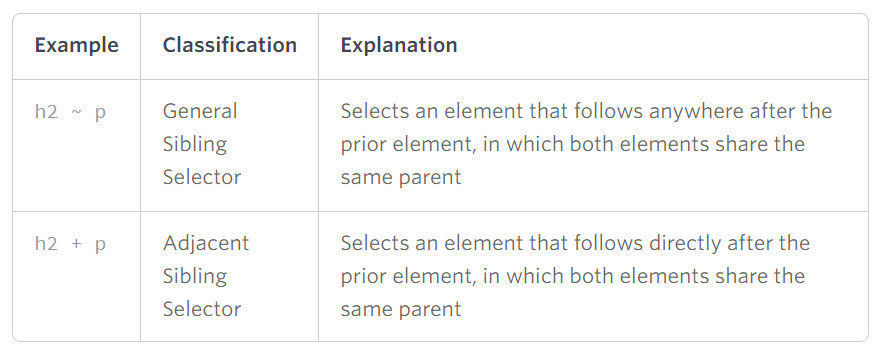 Example Classification Explanation
h2 ~ p General Selects an element that follows anywhere after the
Sibling prior element, in which both elements share the
Selector same parent
h2 + p Adjacent Selects an element that follows directly after the
Sibling prior element, in which both elements share the
Selector same parent